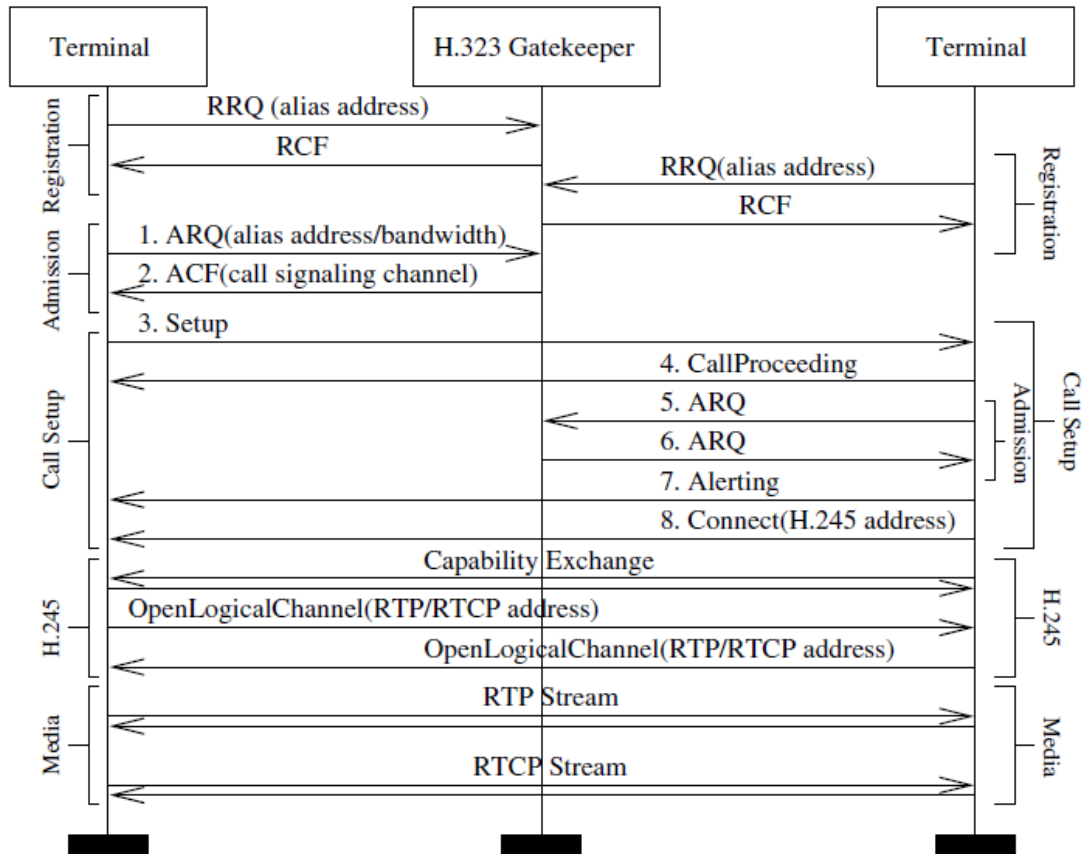 Terminal
H.323 Gatekeeper
Terminal
Registration
RRQ (alias address)
RCF
RRQ(alias address)
RCF
Registration
Admission
1. ARQ(alias address/bandwidth)
2. ACF(call signaling channel)
Call Setup
3. Setup
4. CallProceeding
5. ARQ
6. ARQ
Admission
Call Setup
7. Alerting
8. Connect(H.245 address)
H.245
Capability Exchange
OpenLogicalChannel(RTP/RTCP address)
OpenLogicalChannel(RTP/RTCP address)
H.245
Media
RTP Stream
RTCP Stream
Media